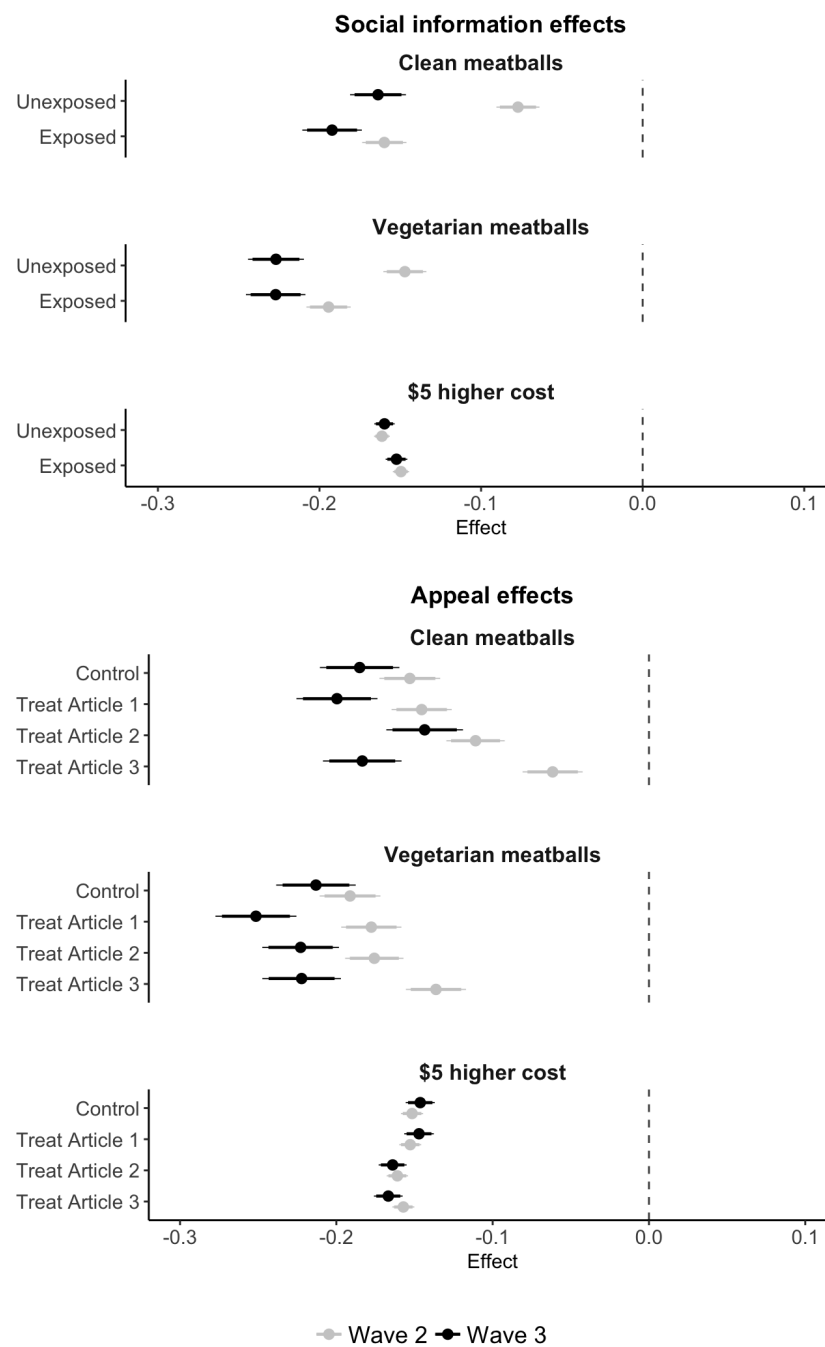 Social information effects
Clean meatballs
Unexposed
Exposed
Vegetarian meatballs
Unexposed
Exposed
$5 higher cost
Unexposed
Exposed
-0.3 -0.2 -0.1 0.0 0.1
Effect
Appeal effects
Clean meatballs
Control
Treat Article 1
Treat Article 2
Treat Article 3
Vegetarian meatballs
Control
Treat Article 1
Treat Article 2
Treat Article 3
$5 higher cost
Control
Treat Article 1
Treat Article 2
Treat Article 3
-0.3 -0.2 -0.1 0.0 0.1
Effect
Wave 2 Wave 3